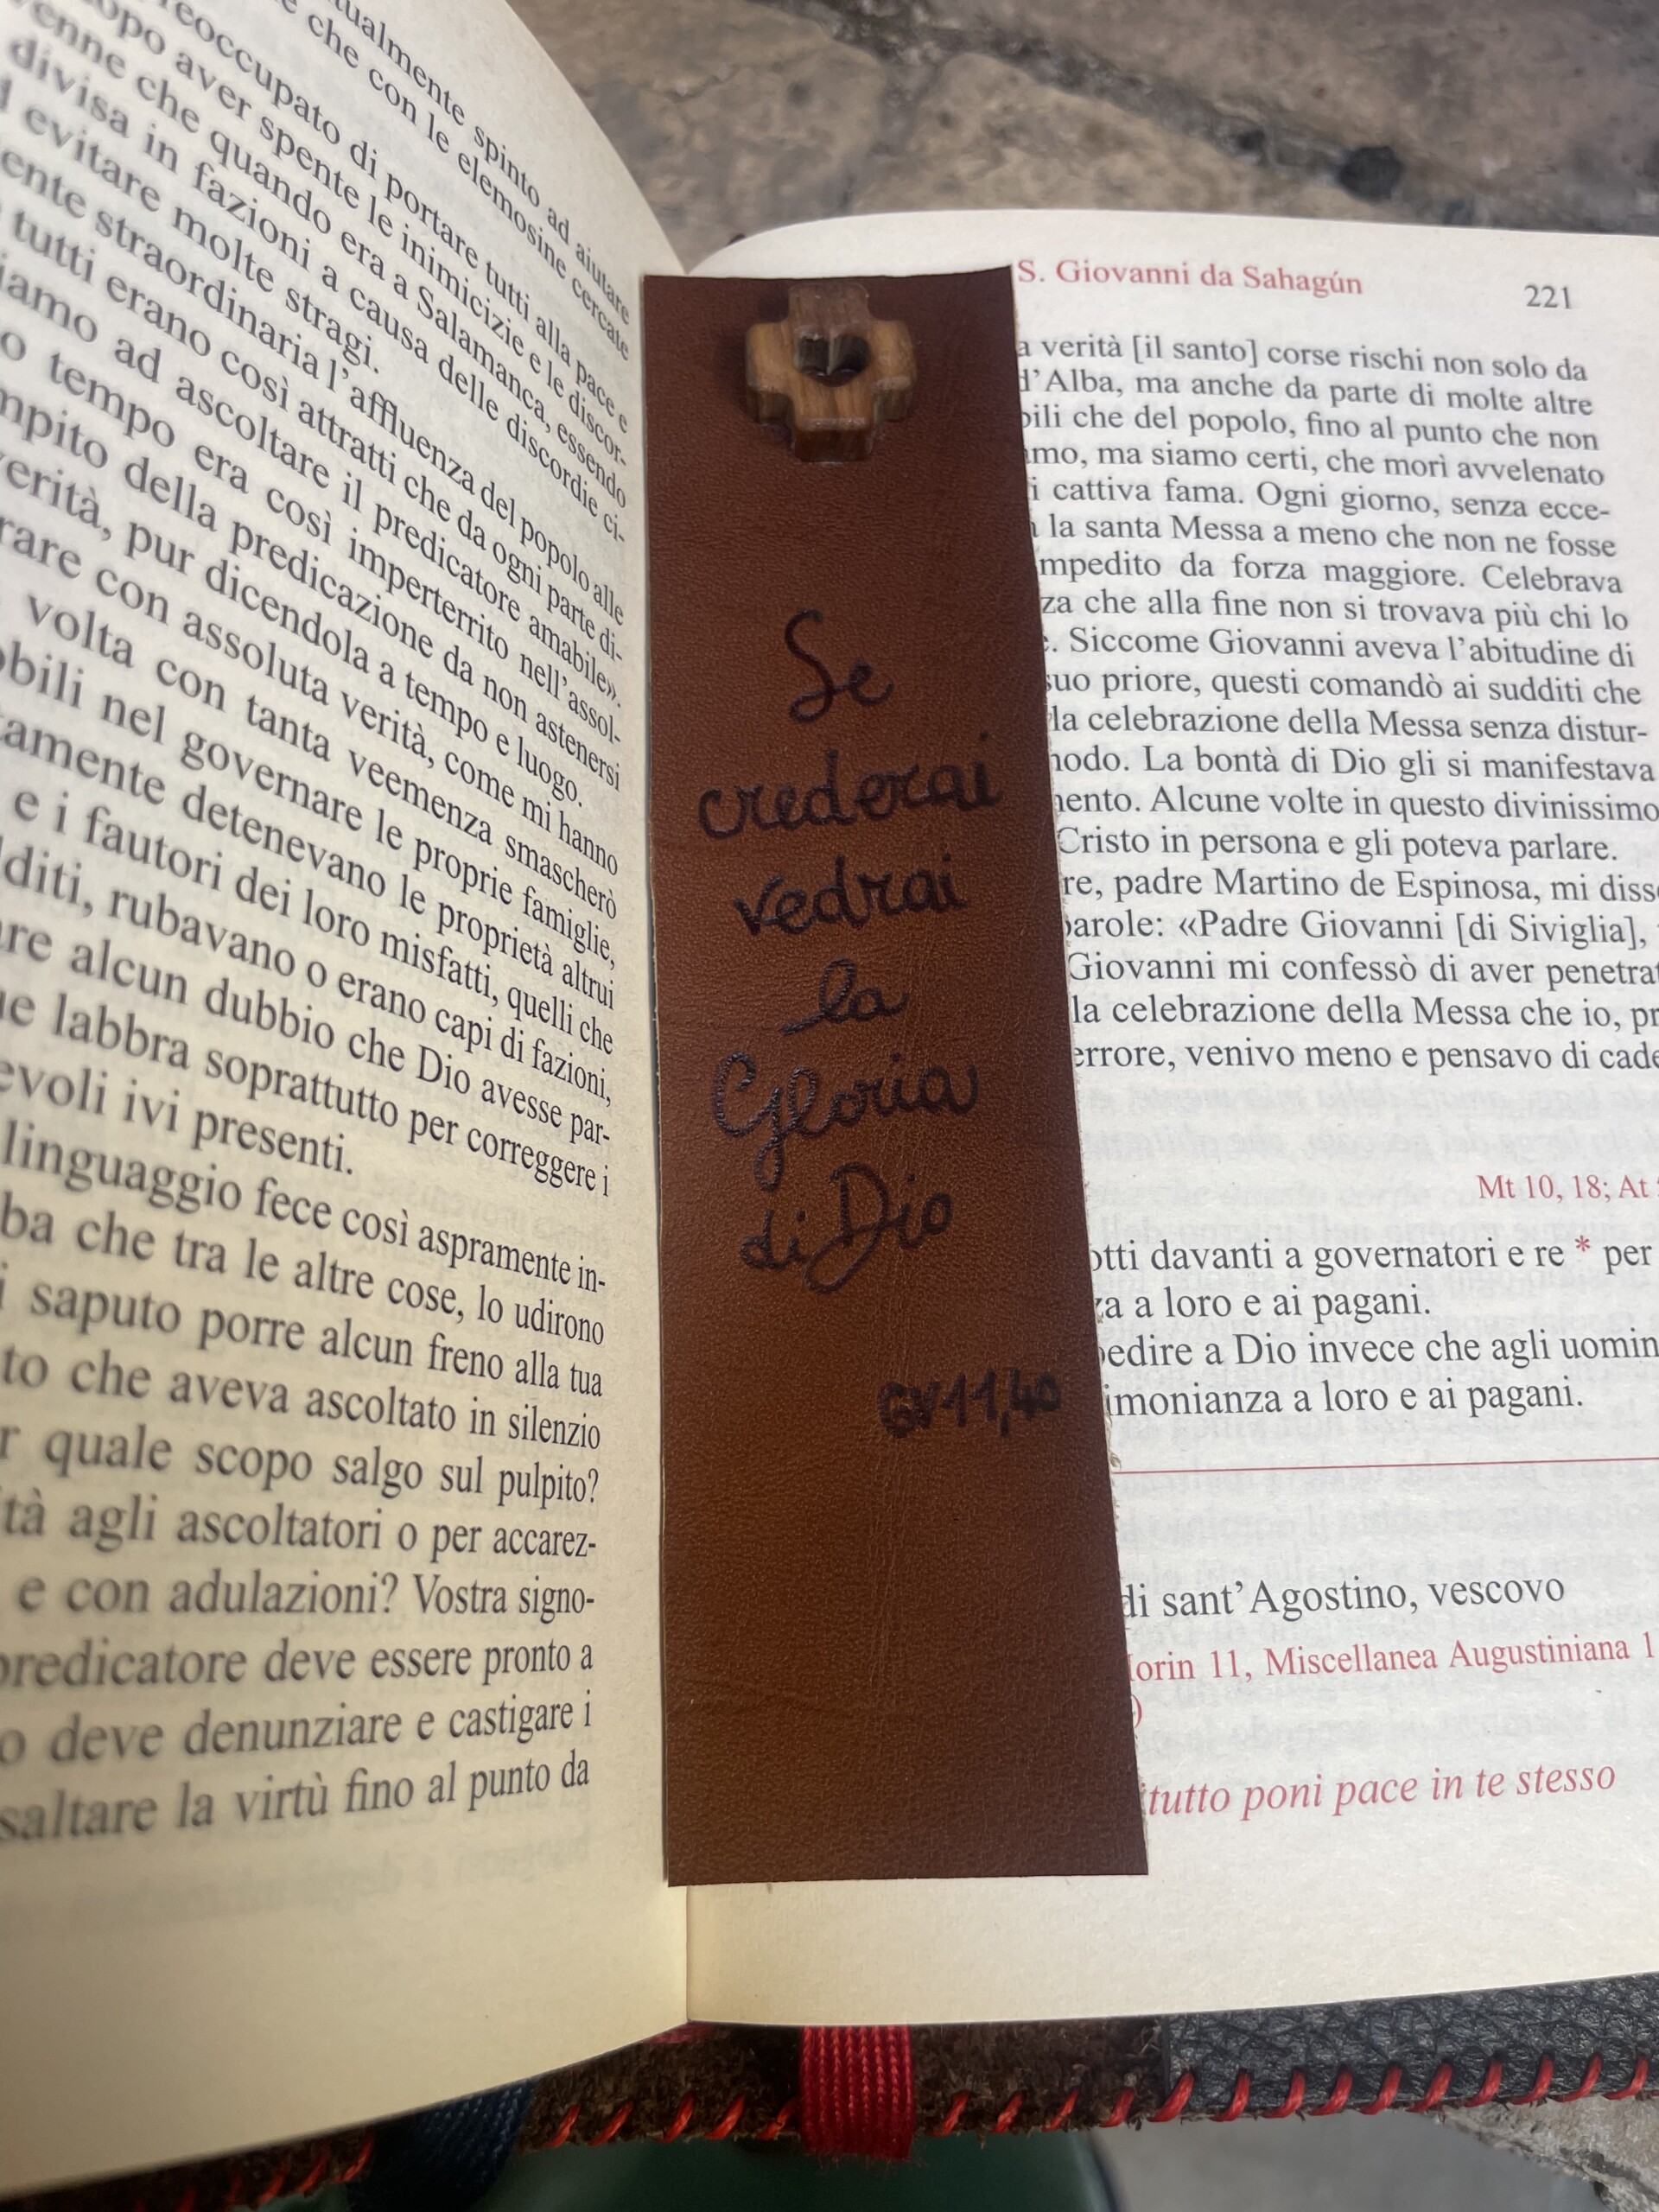 tualmente spinto ad aiutare
che con le elemosine cercate
reoccupato di portare tutti alla pace e
opo aver spente le inimicizie e le discor-
enne che quando era a Salamanca, essendo
divisa in fazioni a causa delle discordie ci-
evitare molte stragi.
ente straordinaria l'affluenza del popolo alle
tutti erano così attratti che da ogni parte di-
iamo ad ascoltare il predicatore amabile».
o tempo era così imperterrito nell'assol-
mpito della predicazione da non astenersi
verità, pur dicendola a tempo e luogo.
rare con assoluta verità, come mi hanno
volta con tanta veemenza smascherò
obili nel governare le proprie famiglie,
tamente detenevano le proprietà altrui
e i fautori dei loro misfatti, quelli che
diti, rubavano o erano capi di fazioni,
are alcun dubbio che Dio avesse par-
ue labbra soprattutto per correggere i
evoli ivi presenti.
linguaggio fece così aspramente in-
ba che tra le altre cose, lo udirono
i saputo porre alcun freno alla tua
to che aveva ascoltato in silenzio
r quale scopo salgo sul pulpito?
ità agli ascoltatori o per accarez-
e con adulazioni? Vostra signo-
predicatore deve essere pronto a
o deve denunziare e castigare i
saltare la virtù fino al punto da
Se
crederai
vedrai
la
Gloria
di Dio
GV 11,40
S. Giovanni da Sahagún 221
a verità [il santo] corse rischi non solo da
d'Alba, ma anche da parte di molte altre
bili che del popolo, fino al punto che non
amo, ma siamo certi, che morì avvelenato
i cattiva fama. Ogni giorno, senza ecce-
la santa Messa a meno che non ne fosse
impedito da forza maggiore. Celebrava
za che alla fine non si trovava più chi lo
e. Siccome Giovanni aveva l'abitudine di
suo priore, questi comandò ai sudditi che
la celebrazione della Messa senza distur-
modo. La bontà di Dio gli si manifestava
mento. Alcune volte in questo divinissimo
Cristo in persona e gli poteva parlare.
re, padre Martino de Espinosa, mi disse
parole: «Padre Giovanni [di Siviglia],
Giovanni mi confessò di aver penetrat
la celebrazione della Messa che io, pr
errore, venivo meno e pensavo di cade
Mt 10, 18; At
otti davanti a governatori e re * per
za a loro e ai pagani.
bedire a Dio invece che agli uomin
imonianza a loro e ai pagani.
di sant'Agostino, vescovo
Morin 11, Miscellanea Augustiniana 1
)
tutto poni pace in te stesso